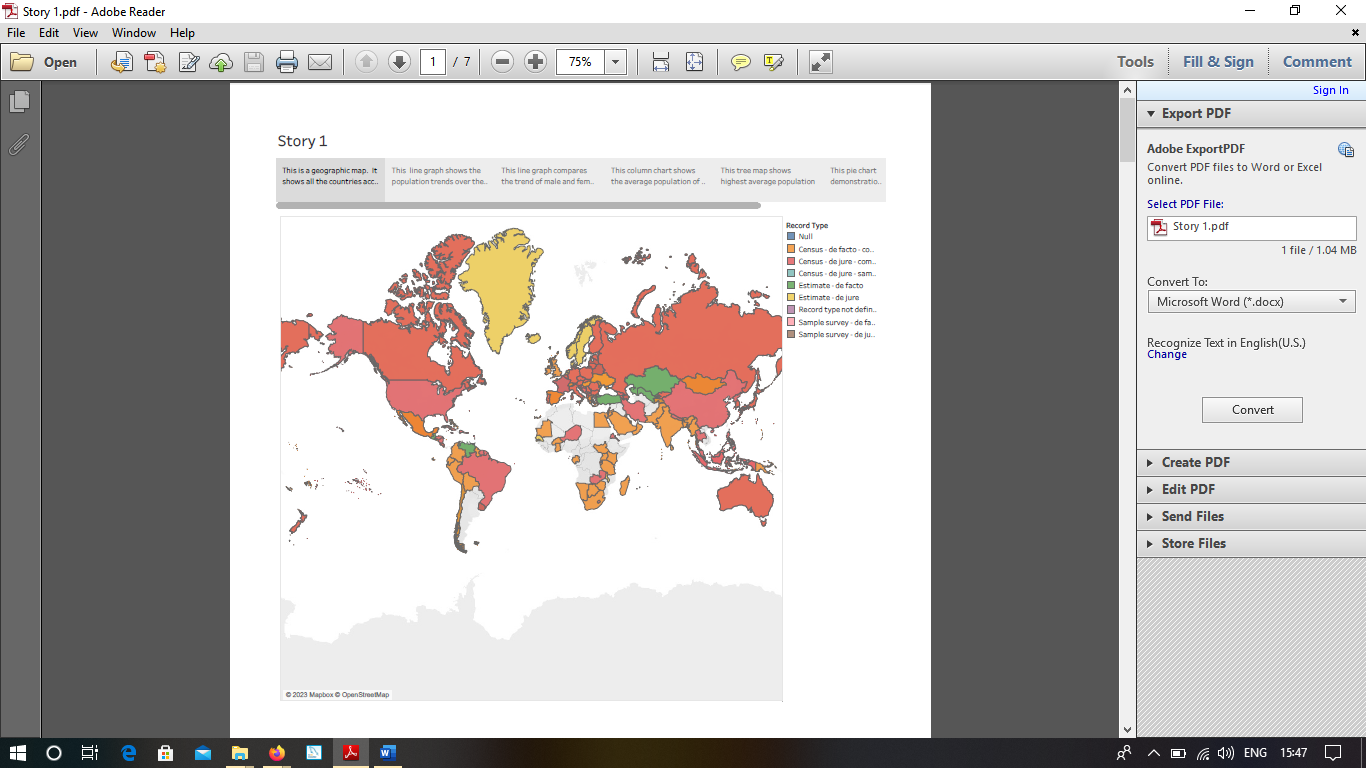 Story 1.pdf - Adobe Reader
File Edit View Window Help
Open
1 / 7
75%
Tools Fill & Sign Comment
Sign In
Story 1
This is a geographic map. It
shows all the countries acc..
This line graph shows the
population trends over the..
This line graph compares
the trend of male and fem..
This column chart shows
the average population of ..
This tree map shows
highest average population
This pie chart
demonstratio..
Record Type
Null
Census - de facto - co..
Census - de jure - com..
Census - de jure - sam..
Estimate - de facto
Estimate - de jure
Record type not defin..
Sample survey - de fa..
Sample survey - de ju..
© 2023 Mapbox © OpenStreetMap
Export PDF
Adobe ExportPDF
Convert PDF files to Word or Excel
online.
Select PDF File:
Story 1.pdf
1 file / 1.04 MB
Convert To:
Microsoft Word (*.docx)
Recognize Text in English(U.S.)
Change
Convert
Create PDF
Edit PDF
Send Files
Store Files
ENG 15:47